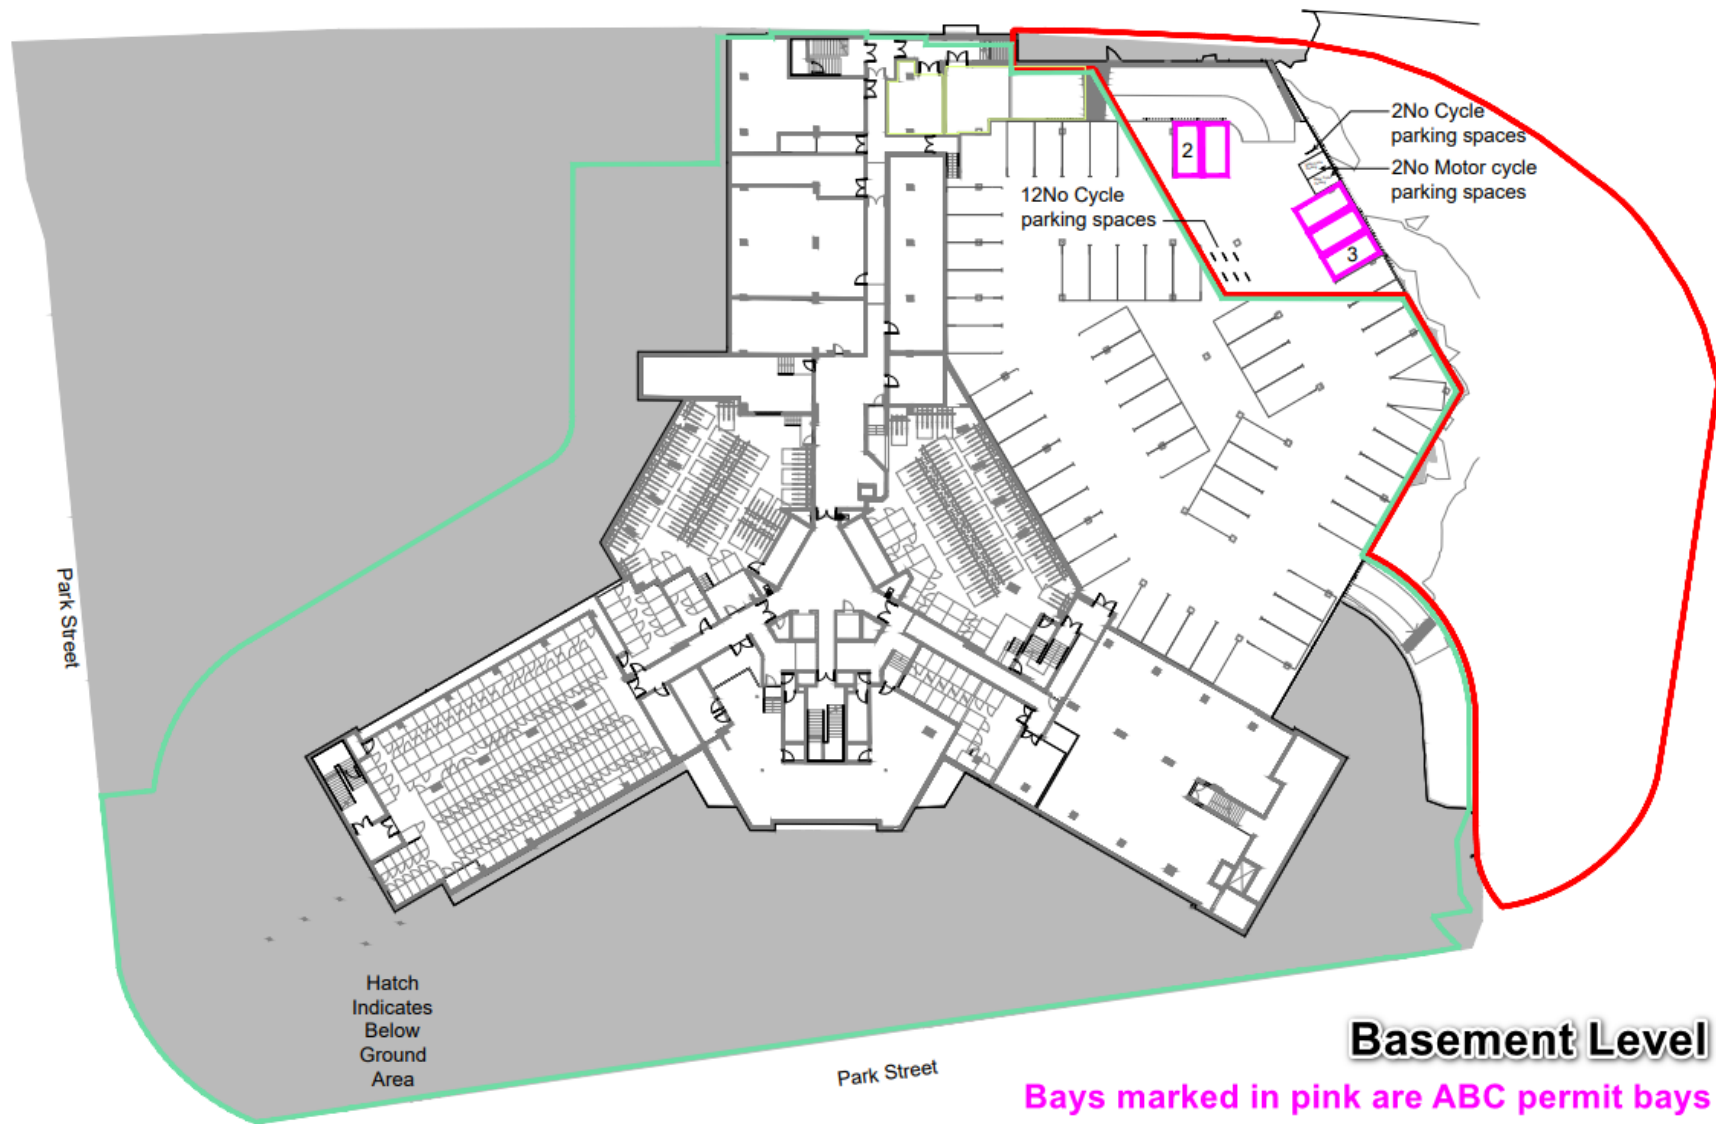 2No Cycle
parking spaces
2No Motor cycle
parking spaces
2
12No Cycle
parking spaces
3
Park Street
Hatch
Indicates
Below
Ground
Area
Park Street
Basement Level
Bays marked in pink are ABC permit bays